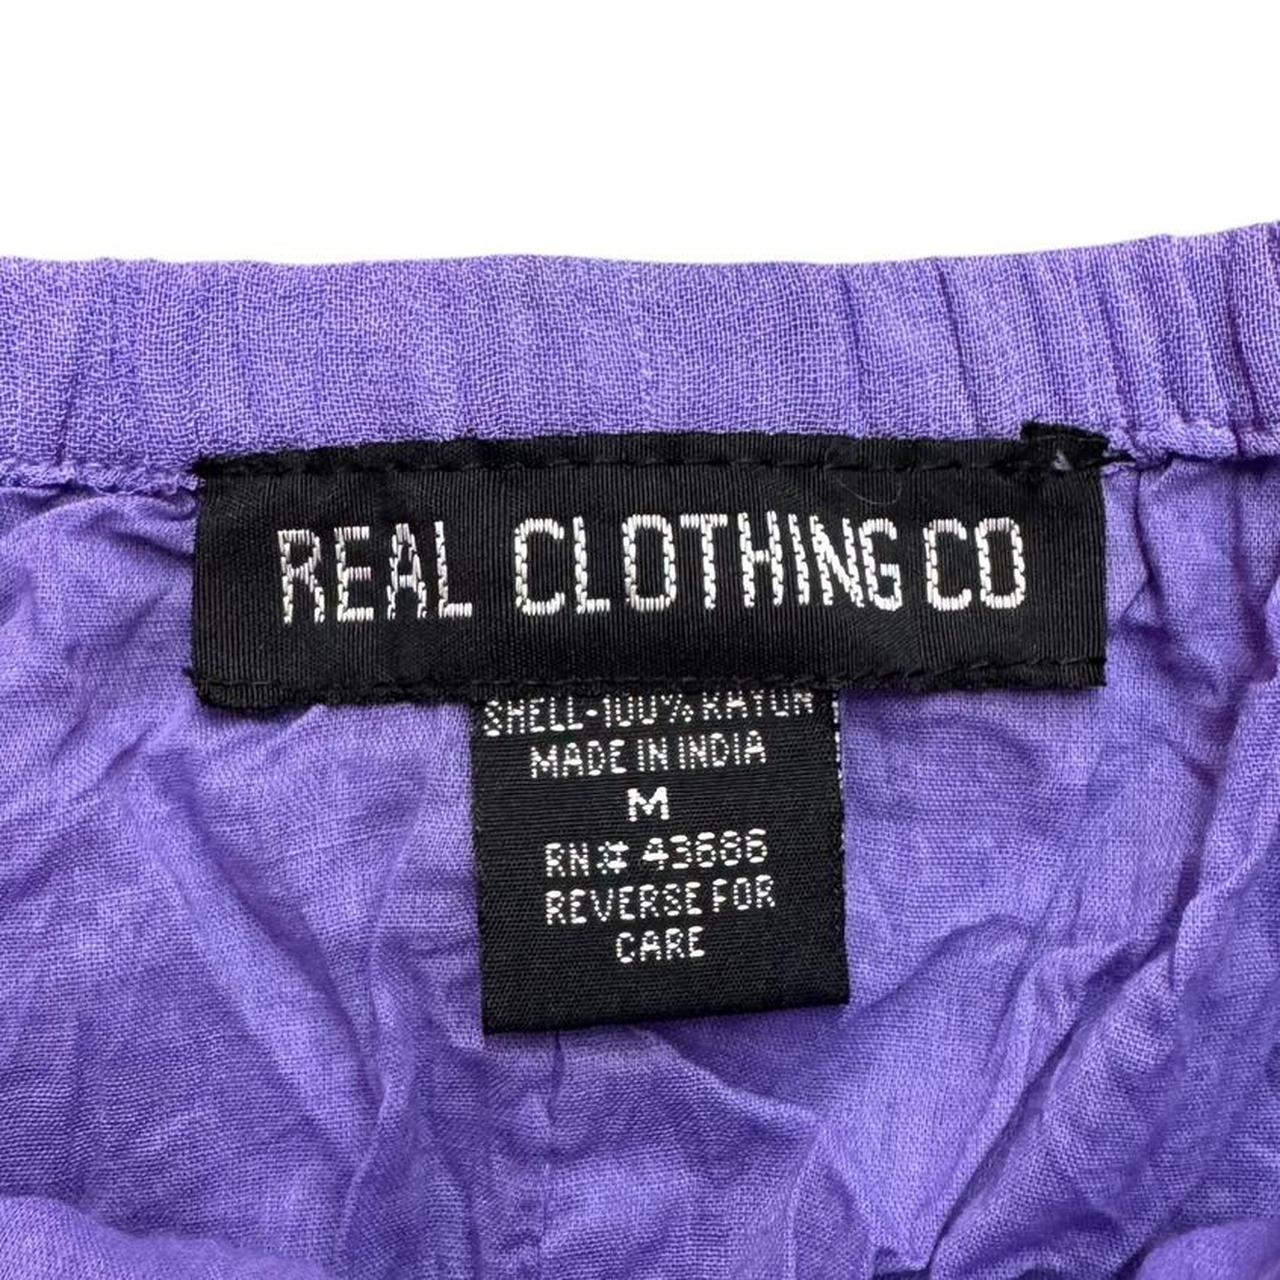 REAL CLOTHING CO
SHELL-100% RAYON
MADE IN INDIA
M
RN# 43686
REVERSE FOR
CARE